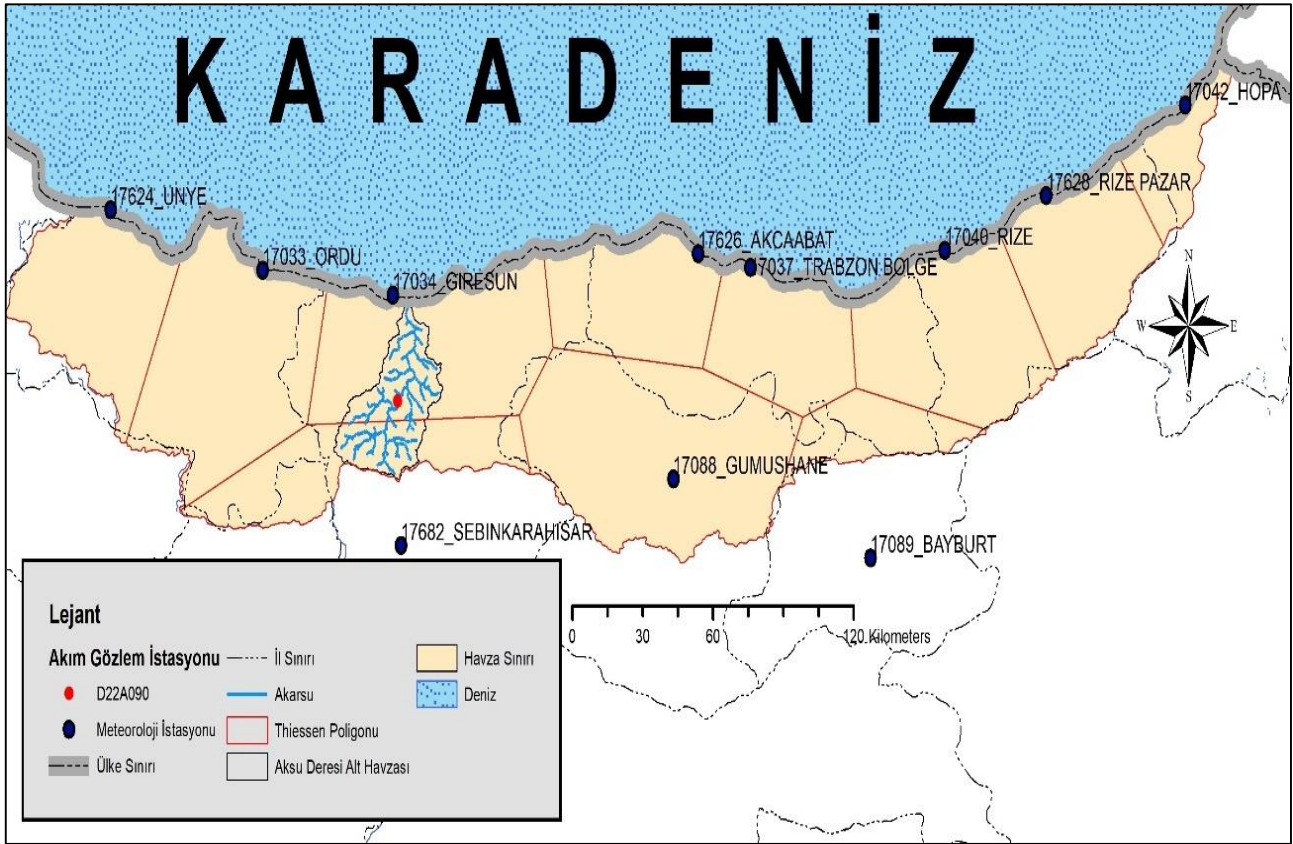 KARADENİZ
17042_HOPA
17628_RIZE PAZAR
17624_UNYE
17040_RIZE
17626_AKCAABAT
17033_ORDU
17037_TRABZON BOLGE
17034_GIRESUN
N
W
E
S
17088_GUMUSHANE
17682_SEBINKARAHISAR
17089_BAYBURT
0 30 60 120 Kilometers
Lejant
Akım Gözlem İstasyonu
D22A090
Meteoroloji İstasyonu
Ülke Sınırı
İl Sınırı
Akarsu
Thiessen Poligonu
Aksu Deresi Alt Havzası
Havza Sınırı
Deniz